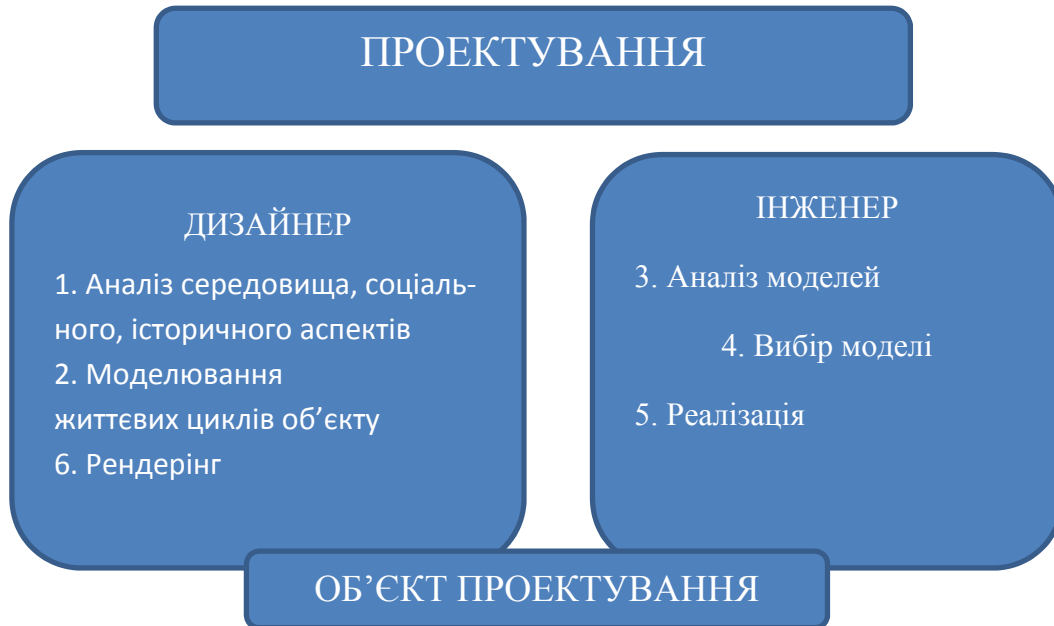 ПРОЕКТУВАННЯ
ДИЗАЙНЕР
1. Аналіз середовища, соціаль-
ного, історичного аспектів
2. Моделювання
життєвих циклів об’єкту
6. Рендерінг
ІНЖЕНЕР
3. Аналіз моделей
4. Вибір моделі
5. Реалізація
ОБ’ЄКТ ПРОЕКТУВАННЯ